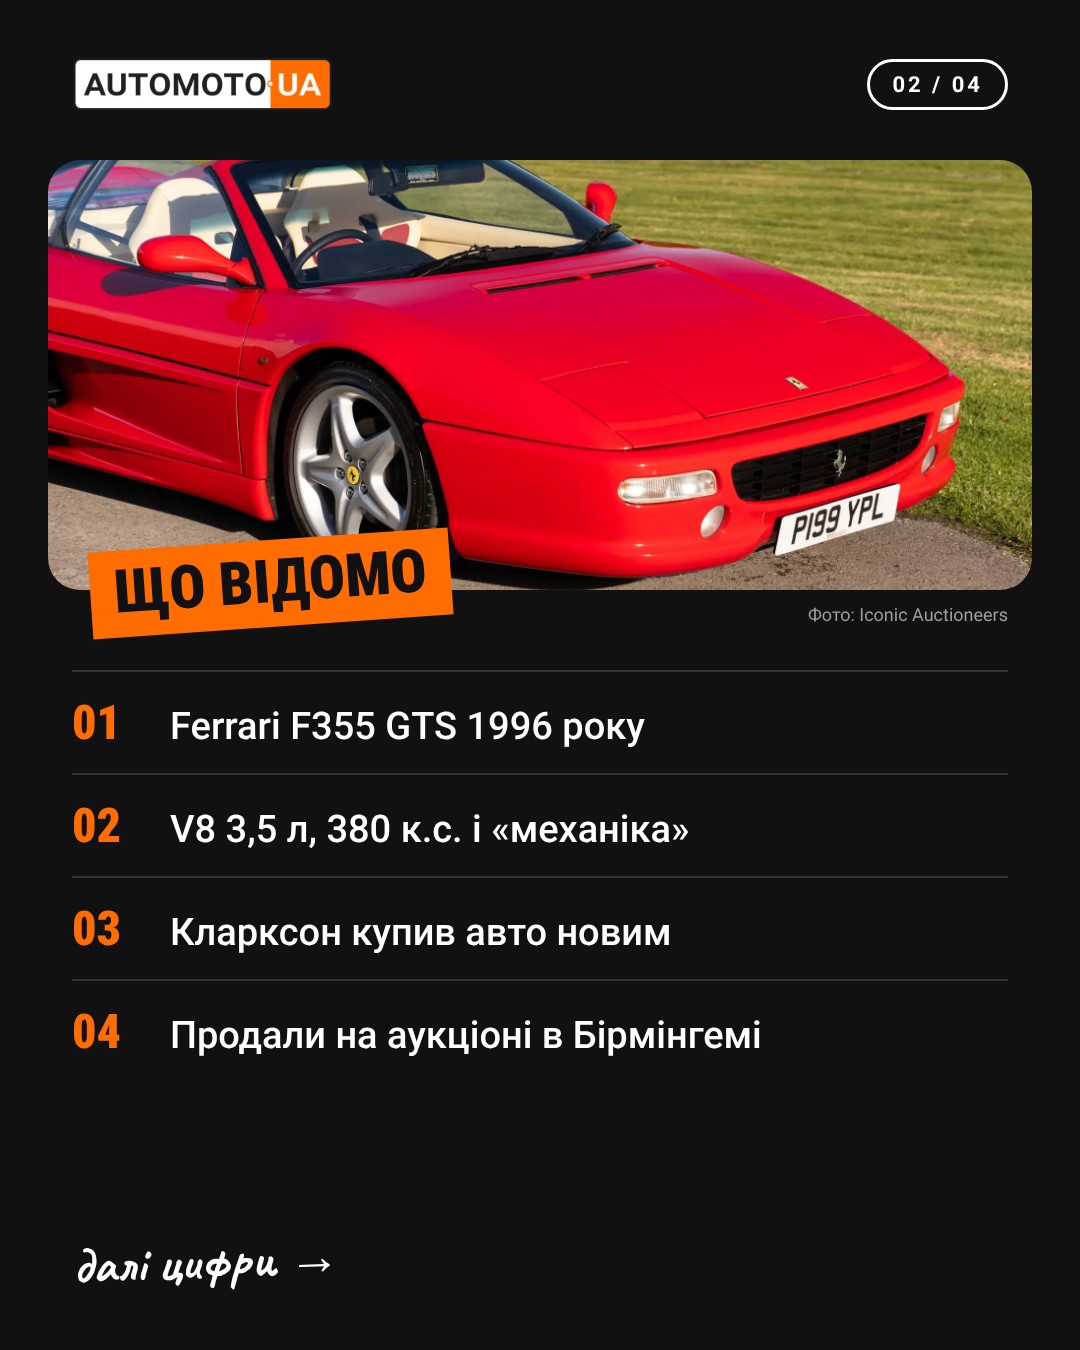 AUTOMOTO UA
02 / 04
P199 YPL
ЩО ВІДОМО
Фото: Iconic Auctioneers
01 Ferrari F355 GTS 1996 року
02 V8 3,5 л, 380 к.с. і «механіка»
03 Кларксон купив авто новим
04 Продали на аукціоні в Бірмінгемі
далі цифри →